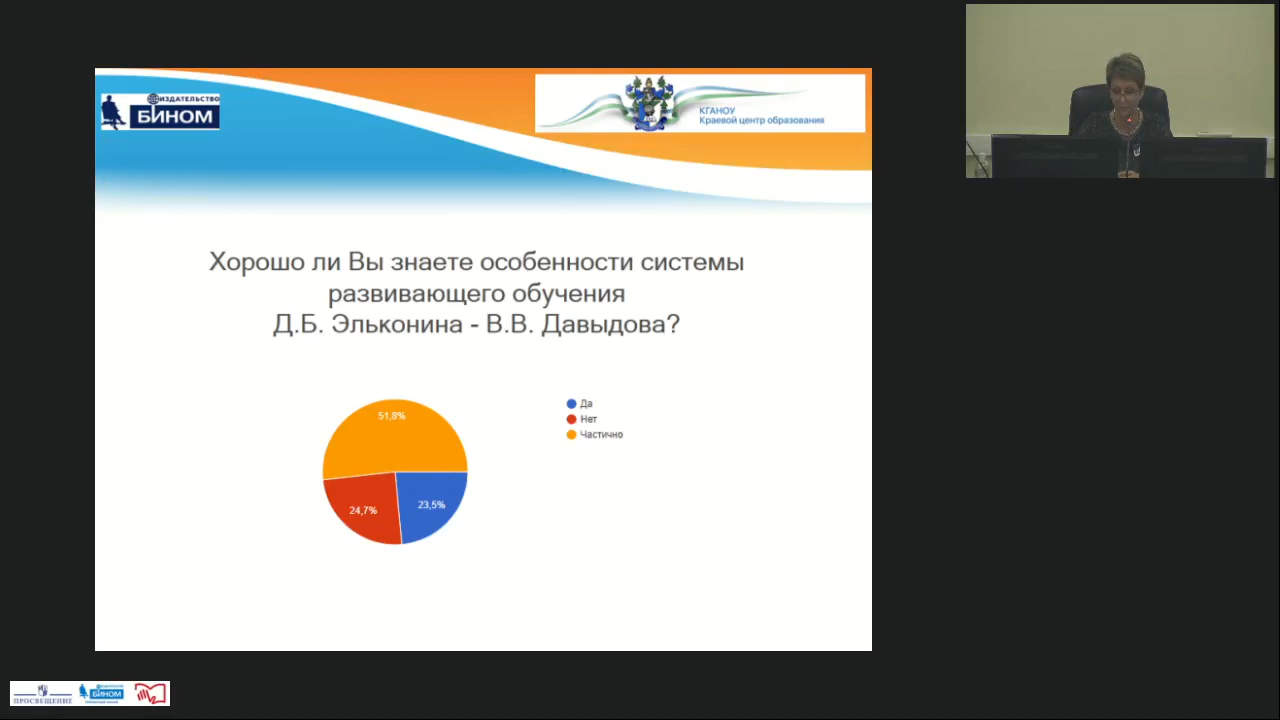 ИЗДАТЕЛЬСТВО
БИНОМ
КГАНОУ
Краевой центр образования
Хорошо ли Вы знаете особенности системы
развивающего обучения
Д.Б. Эльконина - В.В. Давыдова?
51,8%
24,7%
23,5%
Да
Нет
Частично
ПРОСВЕЩЕНИЕ
БИНОМ